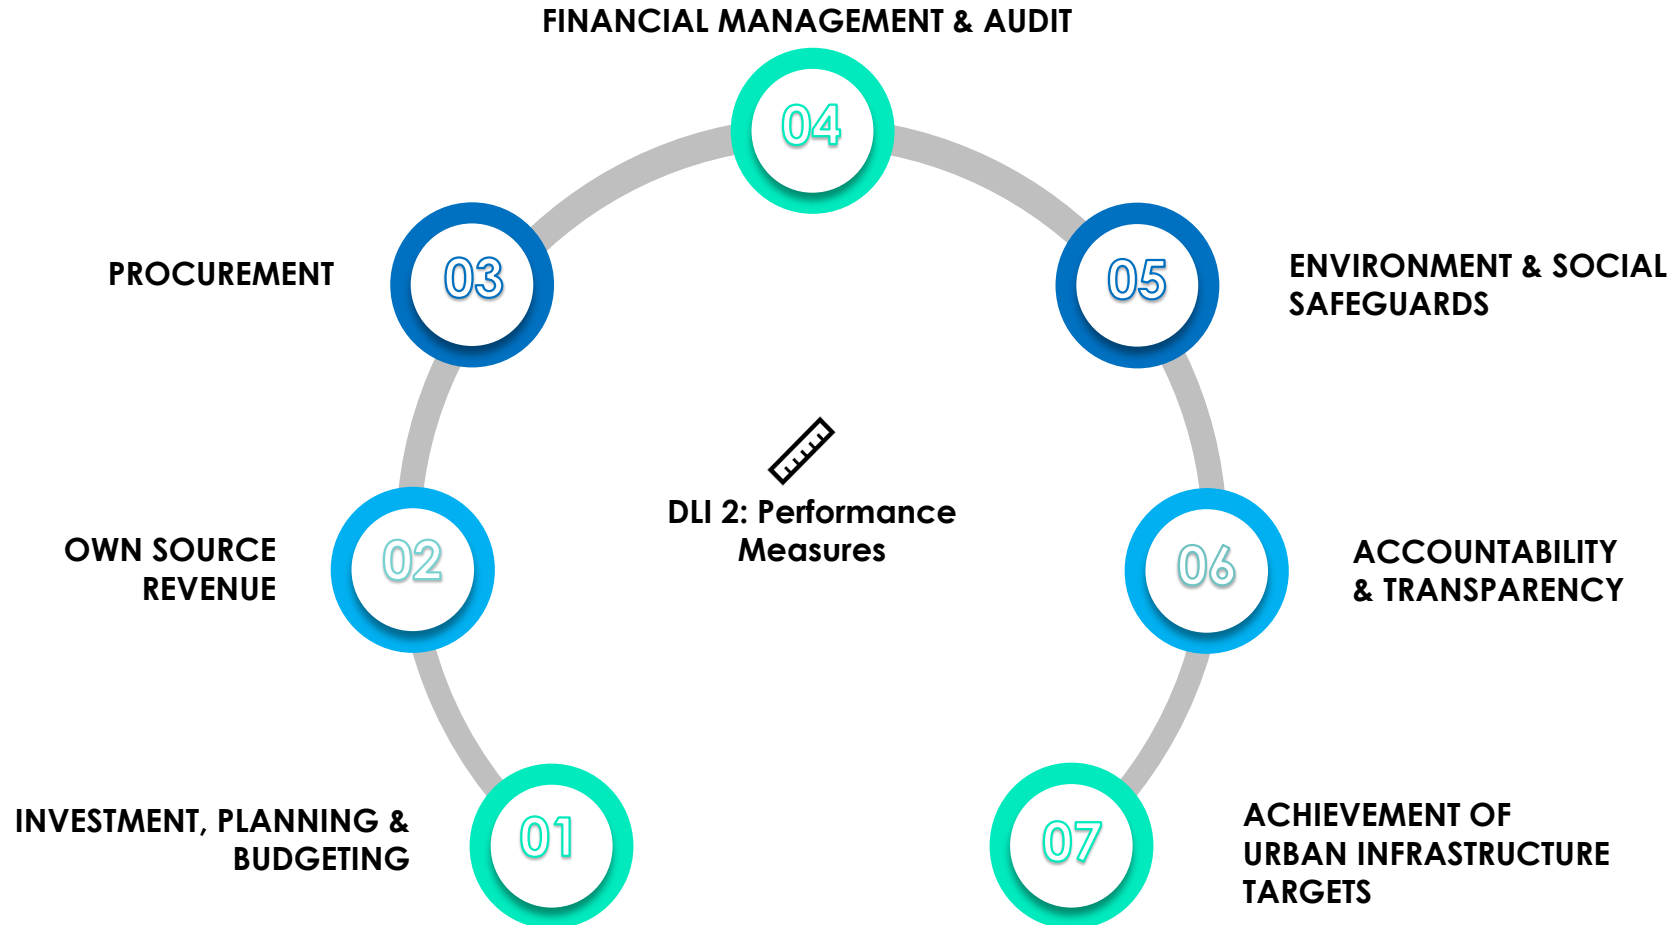 FINANCIAL MANAGEMENT & AUDIT
04
03
PROCUREMENT
05
ENVIRONMENT & SOCIAL
SAFEGUARDS
DLI 2: Performance
Measures
02
OWN SOURCE
REVENUE
06
ACCOUNTABILITY
& TRANSPARENCY
01
INVESTMENT, PLANNING &
BUDGETING
07
ACHIEVEMENT OF
URBAN INFRASTRUCTURE
TARGETS